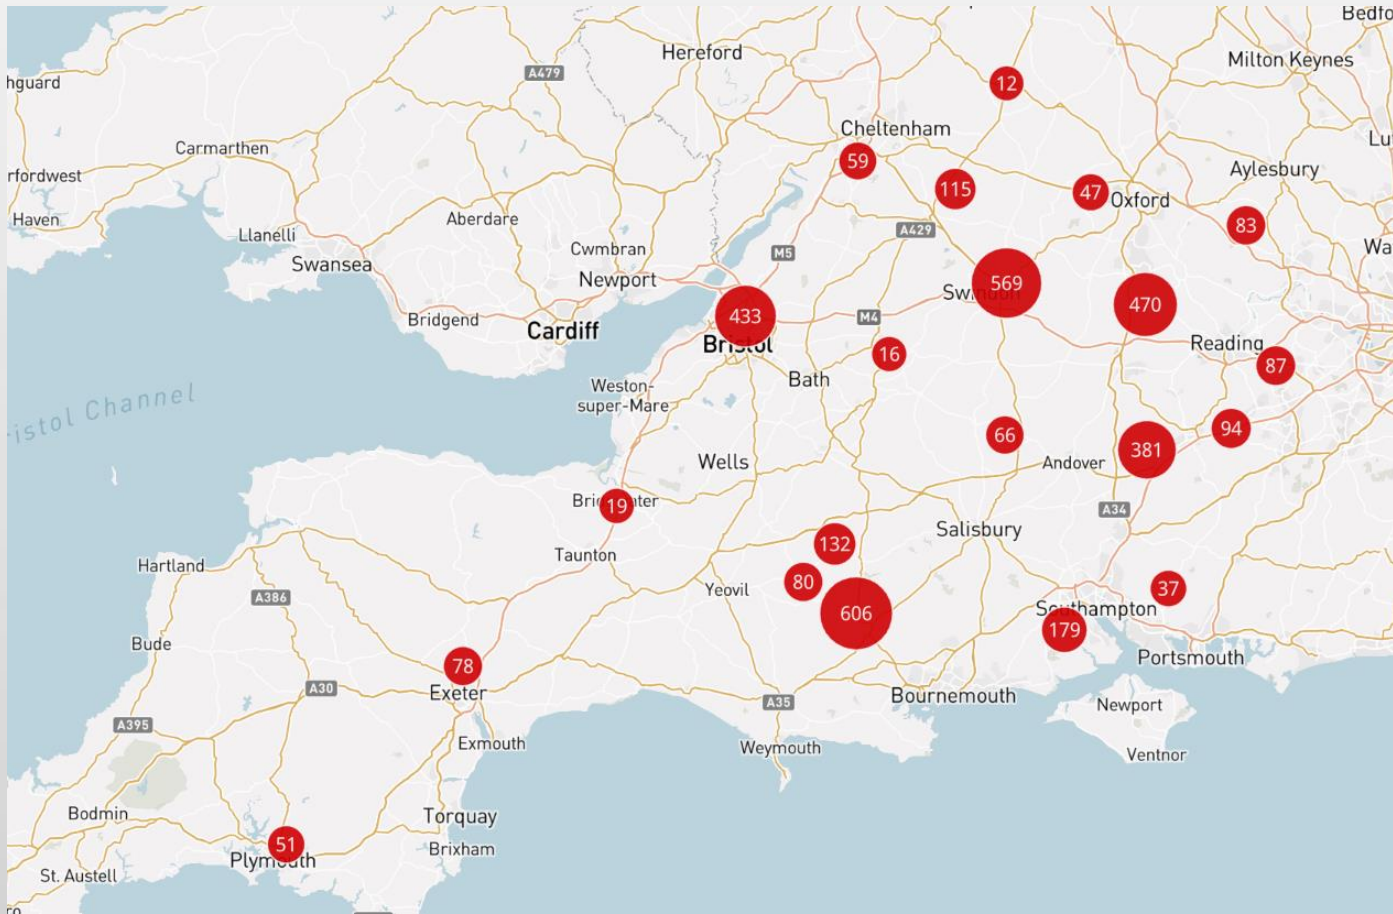 Bedfo
Hereford
Milton Keynes
A479
hguard
12
Cheltenham
Lu
Carmarthen
59
Aylesbury
rfordwest
115
47
Oxford
Haven
Aberdare
83
A429
Llanelli
Cwmbran
Wa
M5
Swansea
Newport
569
Swindon
470
433
M4
Bridgend
Cardiff
Bristol
Reading
16
87
Bath
Weston-
super-Mare
istol Channel
94
66
381
Wells
Andover
19
A34
Salisbury
132
Taunton
Hartland
80
Yeovil
37
A386
606
Southampton
179
Bude
Portsmouth
78
A30
Exeter
Bournemouth
A35
Newport
A395
Exmouth
Weymouth
Ventnor
Bodmin
Torquay
51
Brixham
Plymouth
St. Austell